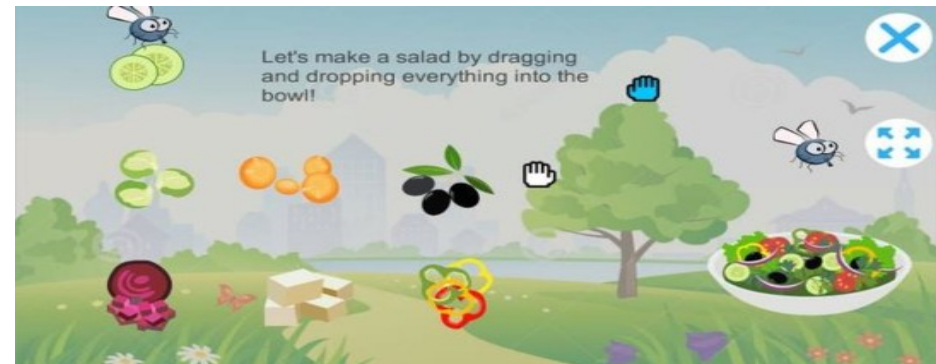 Let's make a salad by dragging
and dropping everything into the
bowl!